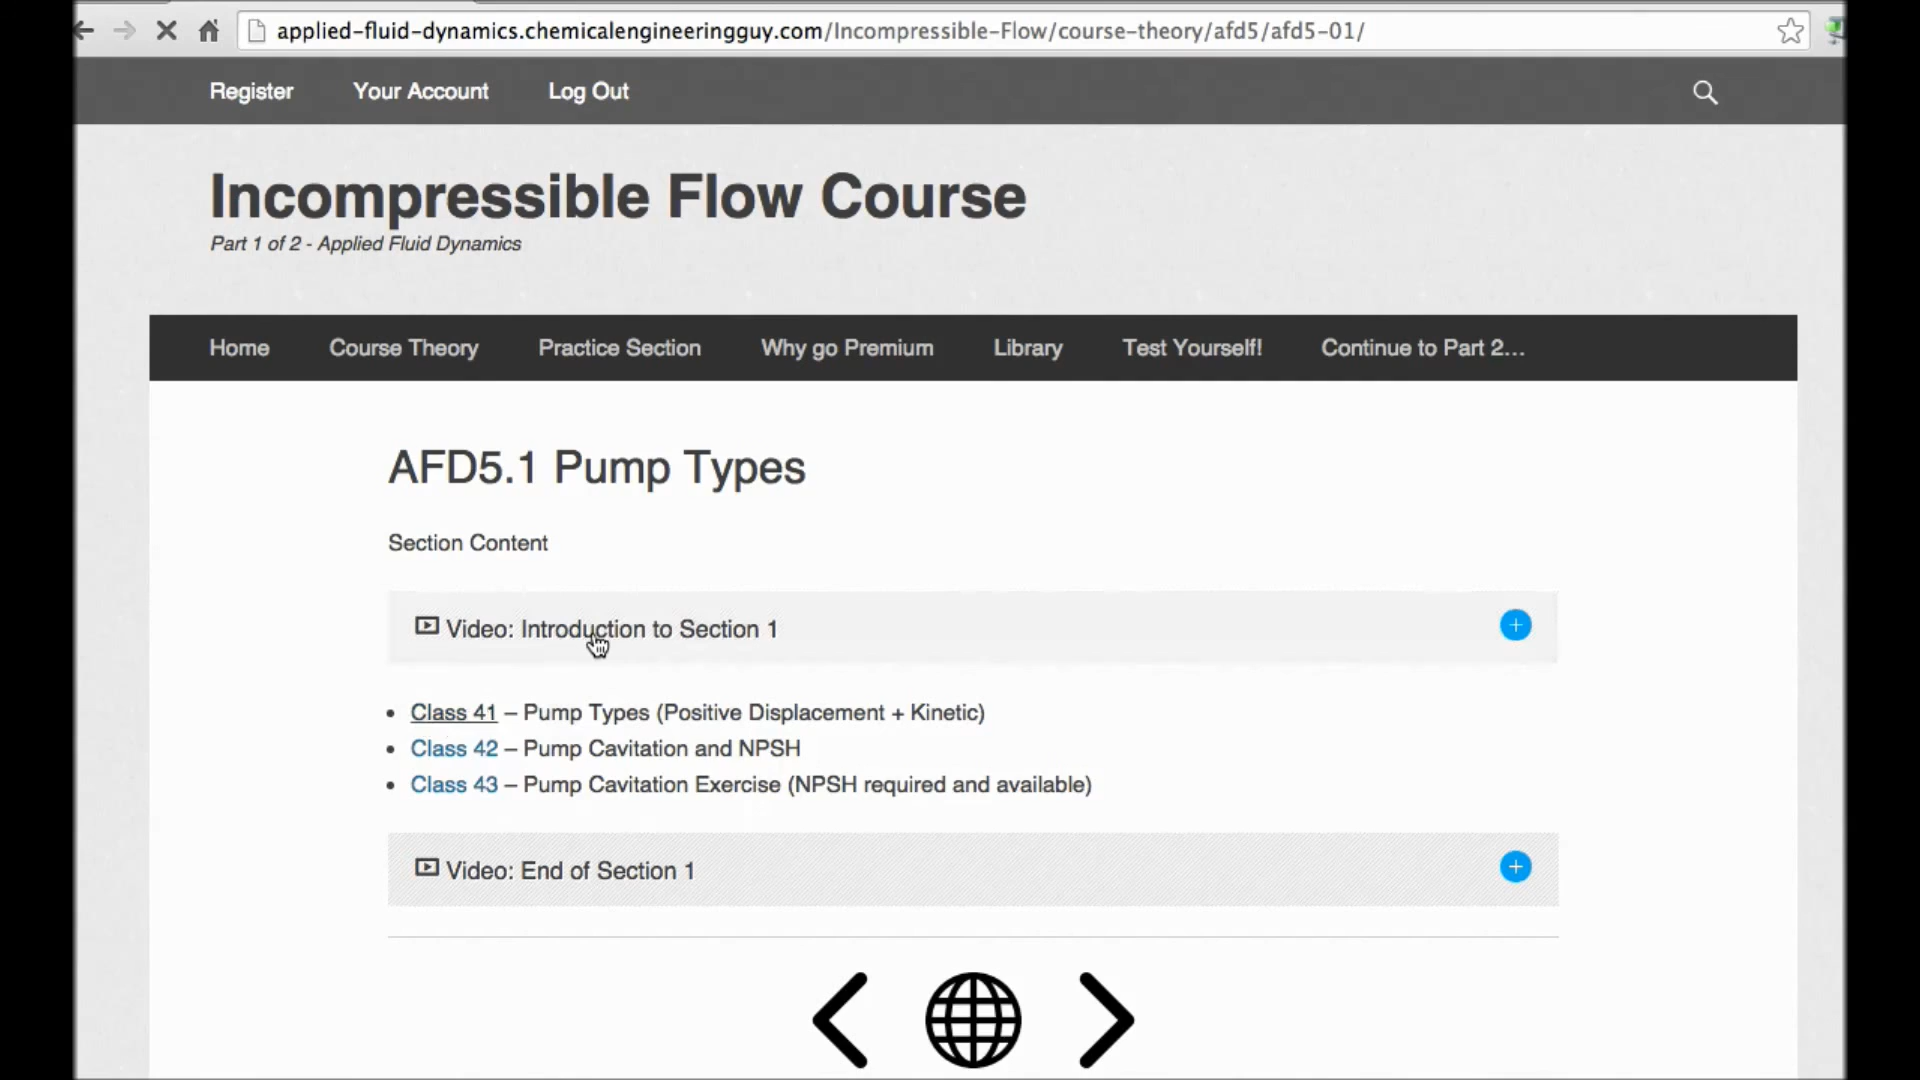 applied-fluid-dynamics.chemicalengineeringguy.com/Incompressible-Flow/course-theory/afd5/afd5-01/
Register Your Account Log Out
Incompressible Flow Course
Part 1 of 2 - Applied Fluid Dynamics
Home Course Theory Practice Section Why go Premium Library Test Yourself! Continue to Part 2...
AFD5.1 Pump Types
Section Content
Video: Introduction to Section 1
• Class 41 – Pump Types (Positive Displacement + Kinetic)
• Class 42 – Pump Cavitation and NPSH
• Class 43 – Pump Cavitation Exercise (NPSH required and available)
Video: End of Section 1